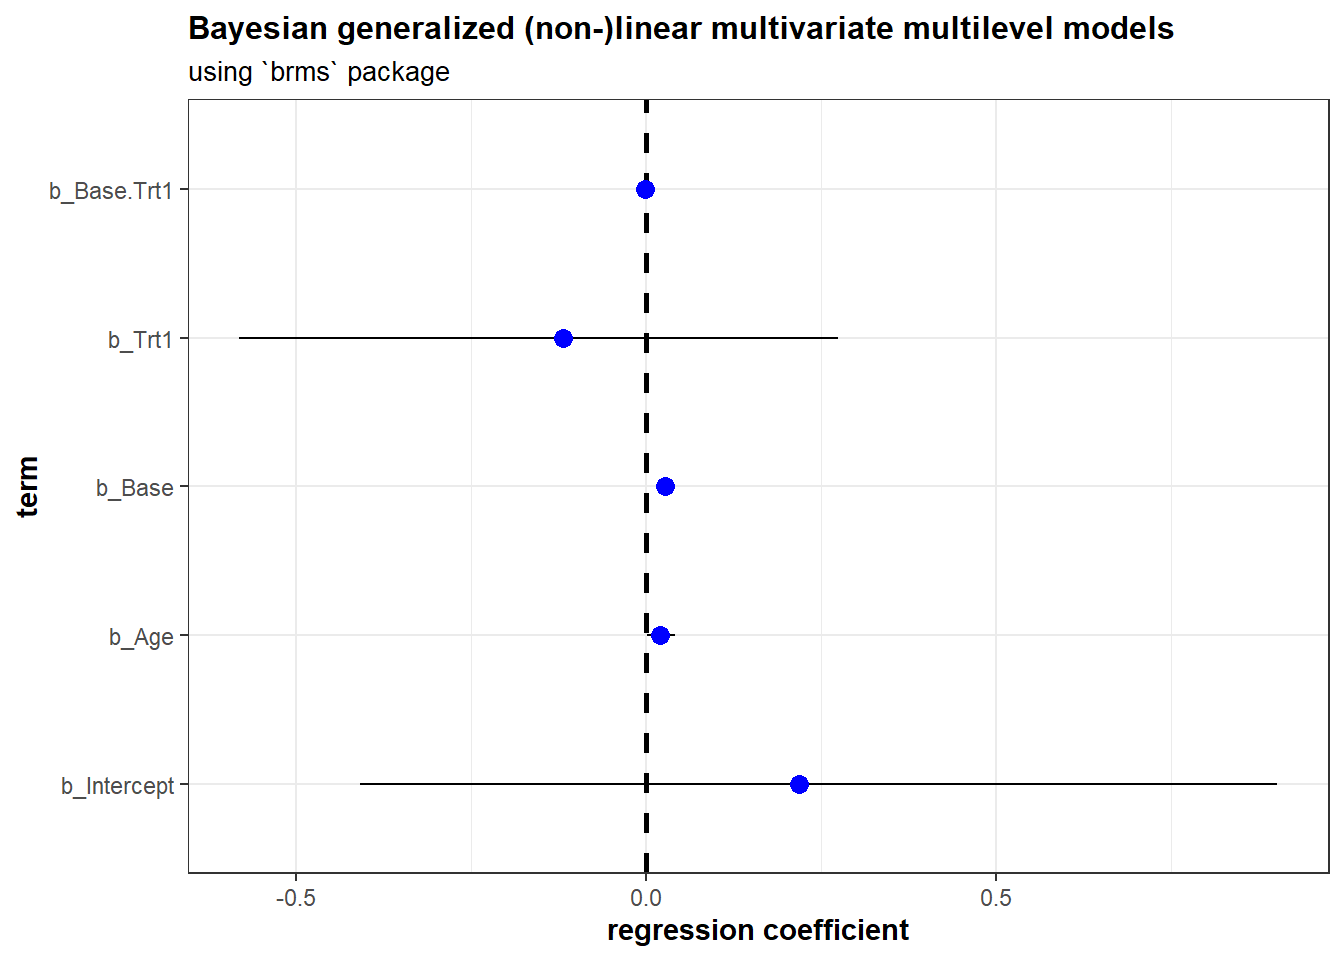 Bayesian generalized (non-)linear multivariate multilevel models
using `brms` package
b_Base.Trt1
b_Trt1
b_Base
b_Age
b_Intercept
term
-0.5
0.0
0.5
regression coefficient